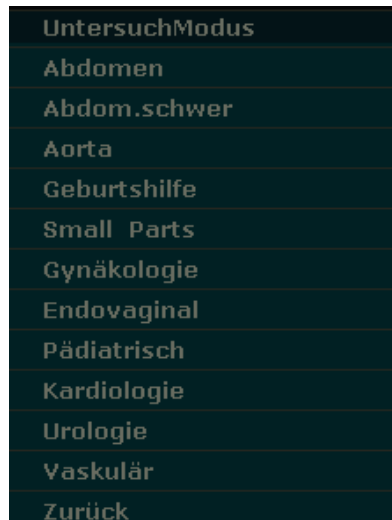 UntersuchModus
Abdomen
Abdom.schwer
Aorta
Geburtshilfe
Small Parts
Gynäkologie
Endovaginal
Pädiatrisch
Kardiologie
Urologie
Vaskulär
Zurück